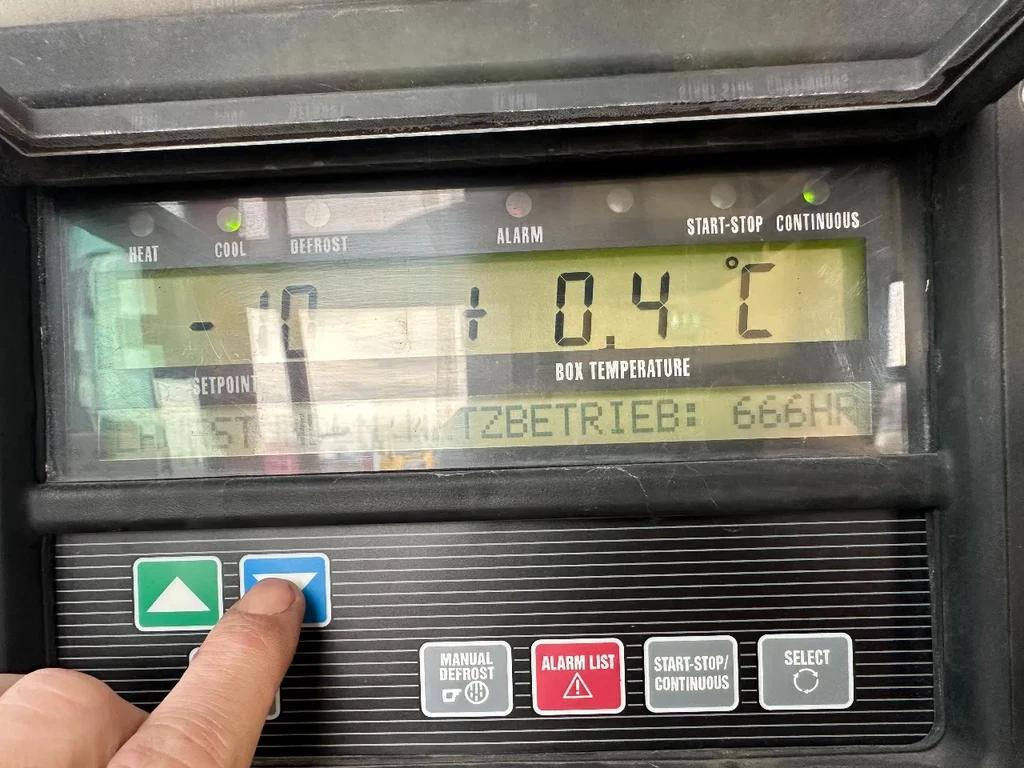 HEAT COOL DEFROST ALARM START-STOP CONTINUOUS
- 10 + 0.4 °C
SETPOINT BOX TEMPERATURE
666HR
MANUAL DEFROST
ALARM LIST
START-STOP/ CONTINUOUS
SELECT